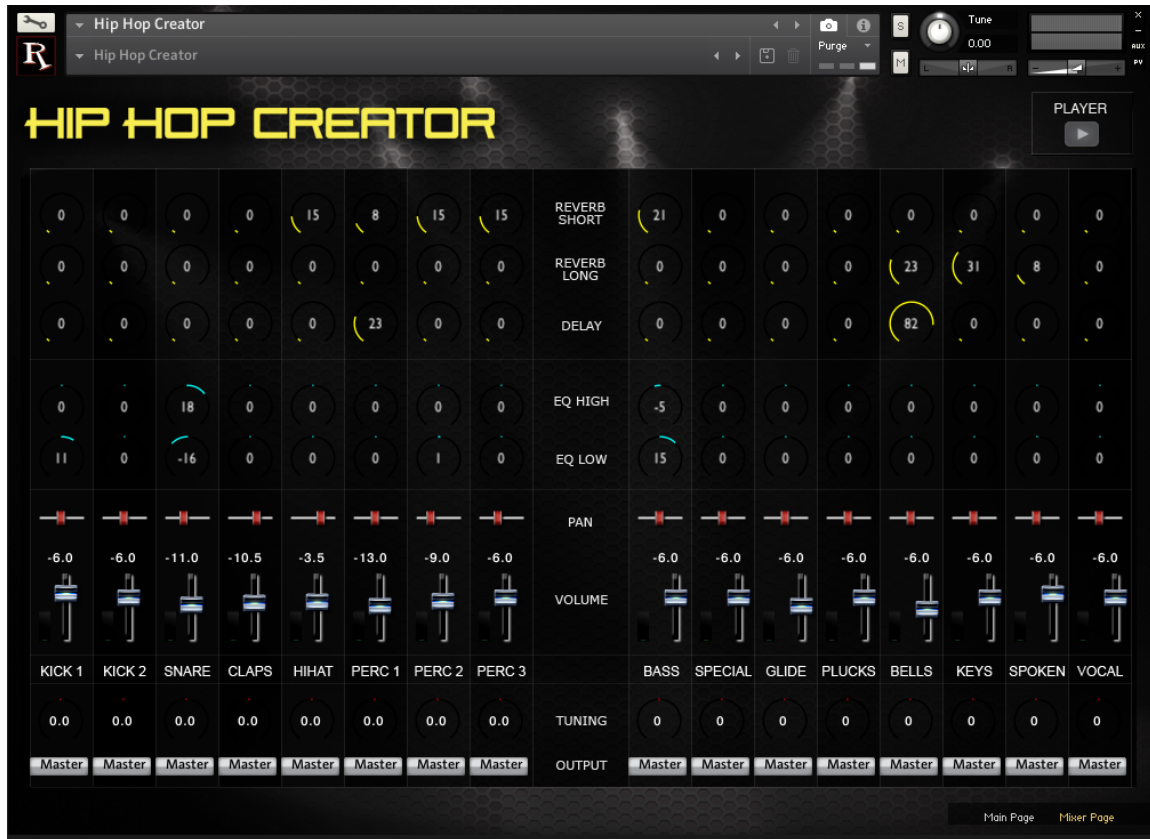 Hip Hop Creator
S
Tune
0.00
Purge
R
Hip Hop Creator
M
L
R
-
+
×
-
AUX
PV
HIP HOP CREATOR
PLAYER
0 0 0 0 15 8 15 15 REVERB SHORT 21 0 0 0 0 0 0 0
0 0 0 0 0 0 0 0 REVERB LONG 0 0 0 0 23 31 8 0
0 0 0 0 0 23 0 0 DELAY 0 0 0 0 82 0 0 0
0 0 18 0 0 0 0 0 EQ HIGH -5 0 0 0 0 0 0 0
11 0 -16 0 0 0 1 0 EQ LOW 15 0 0 0 0 0 0 0
PAN
-6.0 -6.0 -11.0 -10.5 -3.5 -13.0 -9.0 -6.0 -6.0 -6.0 -6.0 -6.0 -6.0 -6.0 -6.0 -6.0
VOLUME
KICK 1 KICK 2 SNARE CLAPS HIHAT PERC 1 PERC 2 PERC 3 BASS SPECIAL GLIDE PLUCKS BELLS KEYS SPOKEN VOCAL
0.0 0.0 0.0 0.0 0.0 0.0 0.0 0.0 TUNING 0 0 0 0 0 0 0 0
Master Master Master Master Master Master Master Master OUTPUT Master Master Master Master Master Master Master Master
Main Page Mixer Page